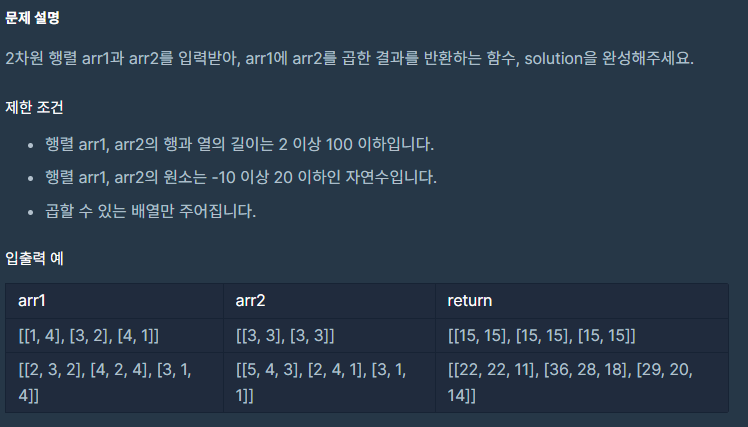 문제 설명
2차원 행렬 arr1과 arr2를 입력받아, arr1에 arr2를 곱한 결과를 반환하는 함수, solution을 완성해주세요.
제한 조건
• 행렬 arr1, arr2의 행과 열의 길이는 2 이상 100 이하입니다.
• 행렬 arr1, arr2의 원소는 -10 이상 20 이하인 자연수입니다.
• 곱할 수 있는 배열만 주어집니다.
입출력 예
arr1 arr2 return
[[1, 4], [3, 2], [4, 1]] [[3, 3], [3, 3]] [[15, 15], [15, 15], [15, 15]]
[[2, 3, 2], [4, 2, 4], [3, 1, [[5, 4, 3], [2, 4, 1], [3, 1, [[22, 22, 11], [36, 28, 18], [29, 20,
4]] 1]] 14]]